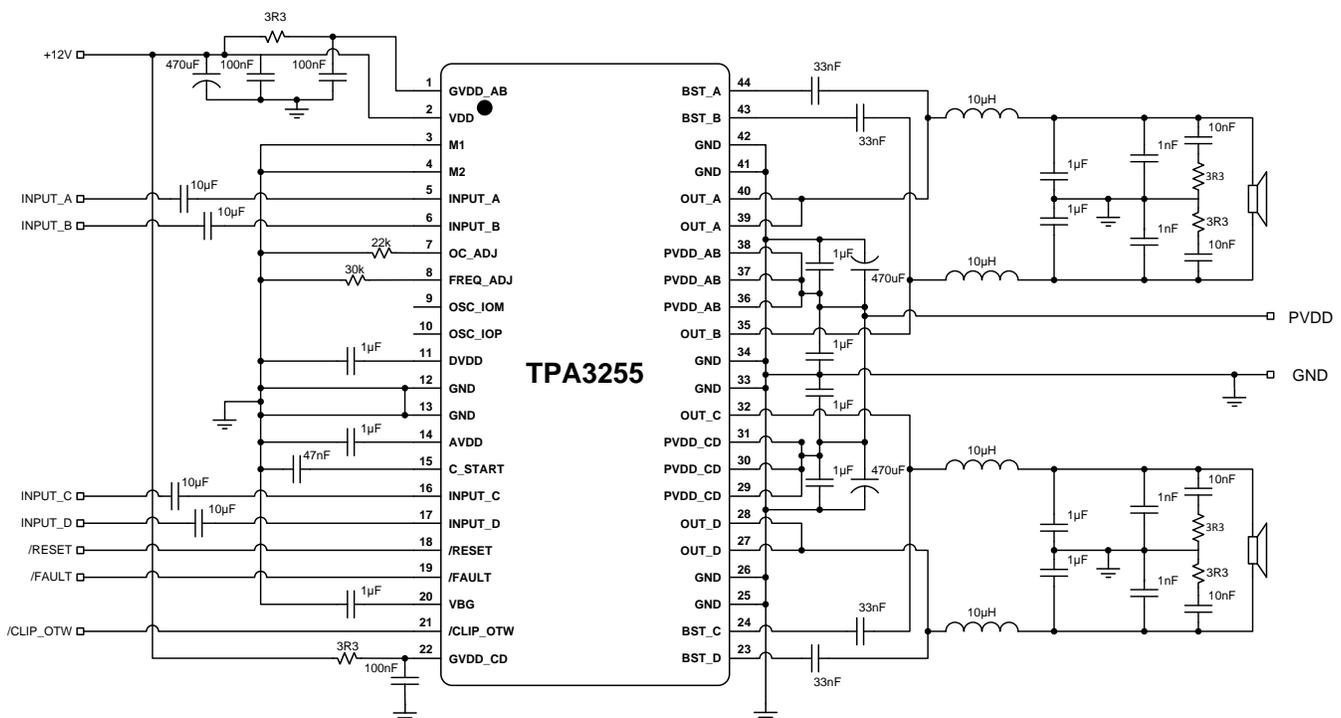 3R3
+12V
470uF
100nF
100nF
1
GVDD_AB
2
VDD
3
M1
4
M2
INPUT_A
10µF
5
INPUT_A
INPUT_B
10µF
6
INPUT_B
22k
7
OC_ADJ
30k
8
FREQ_ADJ
9
OSC_IOM
10
OSC_IOP
1µF
11
DVDD
12
GND
13
GND
1µF
14
AVDD
47nF
15
C_START
INPUT_C
10µF
16
INPUT_C
INPUT_D
10µF
17
INPUT_D
/RESET
18
/RESET
/FAULT
19
/FAULT
1µF
20
VBG
/CLIP_OTW
21
/CLIP_OTW
3R3
100nF
22
GVDD_CD
TPA3255
44
BST_A
33nF
43
BST_B
33nF
42
GND
41
GND
40
OUT_A
39
OUT_A
38
PVDD_AB
37
PVDD_AB
36
PVDD_AB
35
OUT_B
34
GND
33
GND
32
OUT_C
31
PVDD_CD
30
PVDD_CD
29
PVDD_CD
28
OUT_D
27
OUT_D
26
GND
25
GND
24
BST_C
33nF
23
BST_D
33nF
1µF
470uF
1µF
1µF
1µF
470uF
10µH
1µF
1nF
10nF
3R3
1µF
1nF
3R3
10nF
10µH
PVDD
GND
10µH
1µF
1nF
10nF
3R3
1µF
1nF
3R3
10nF
10µH